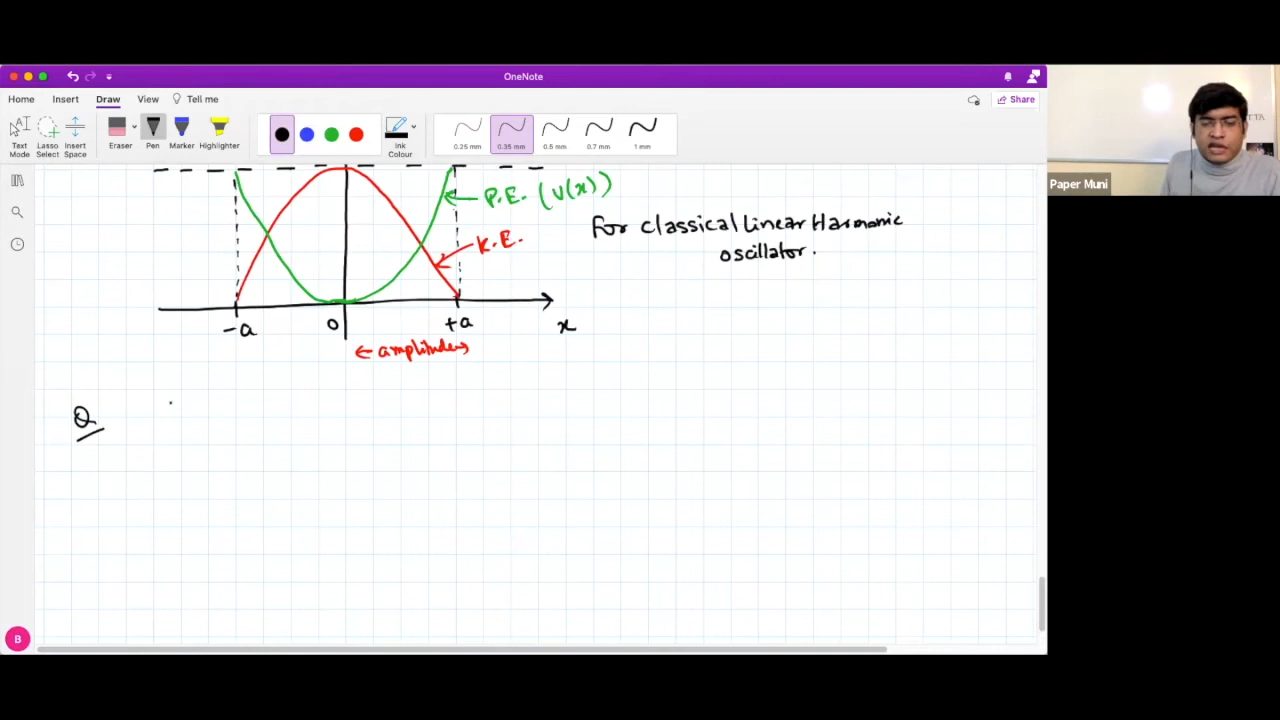 OneNote
Home Insert Draw View Tell me
Share
Text Mode
Lasso Select
Insert Space
Eraser
Pen
Marker
Highlighter
Ink Colour
0.25 mm
0.35 mm
0.5 mm
0.7 mm
1 mm
Paper Muni
P.E. (V(x))
K.E.
For classical linear Harmonic
oscillator.
-a
0
+a
x
← amplitude→
Q
B